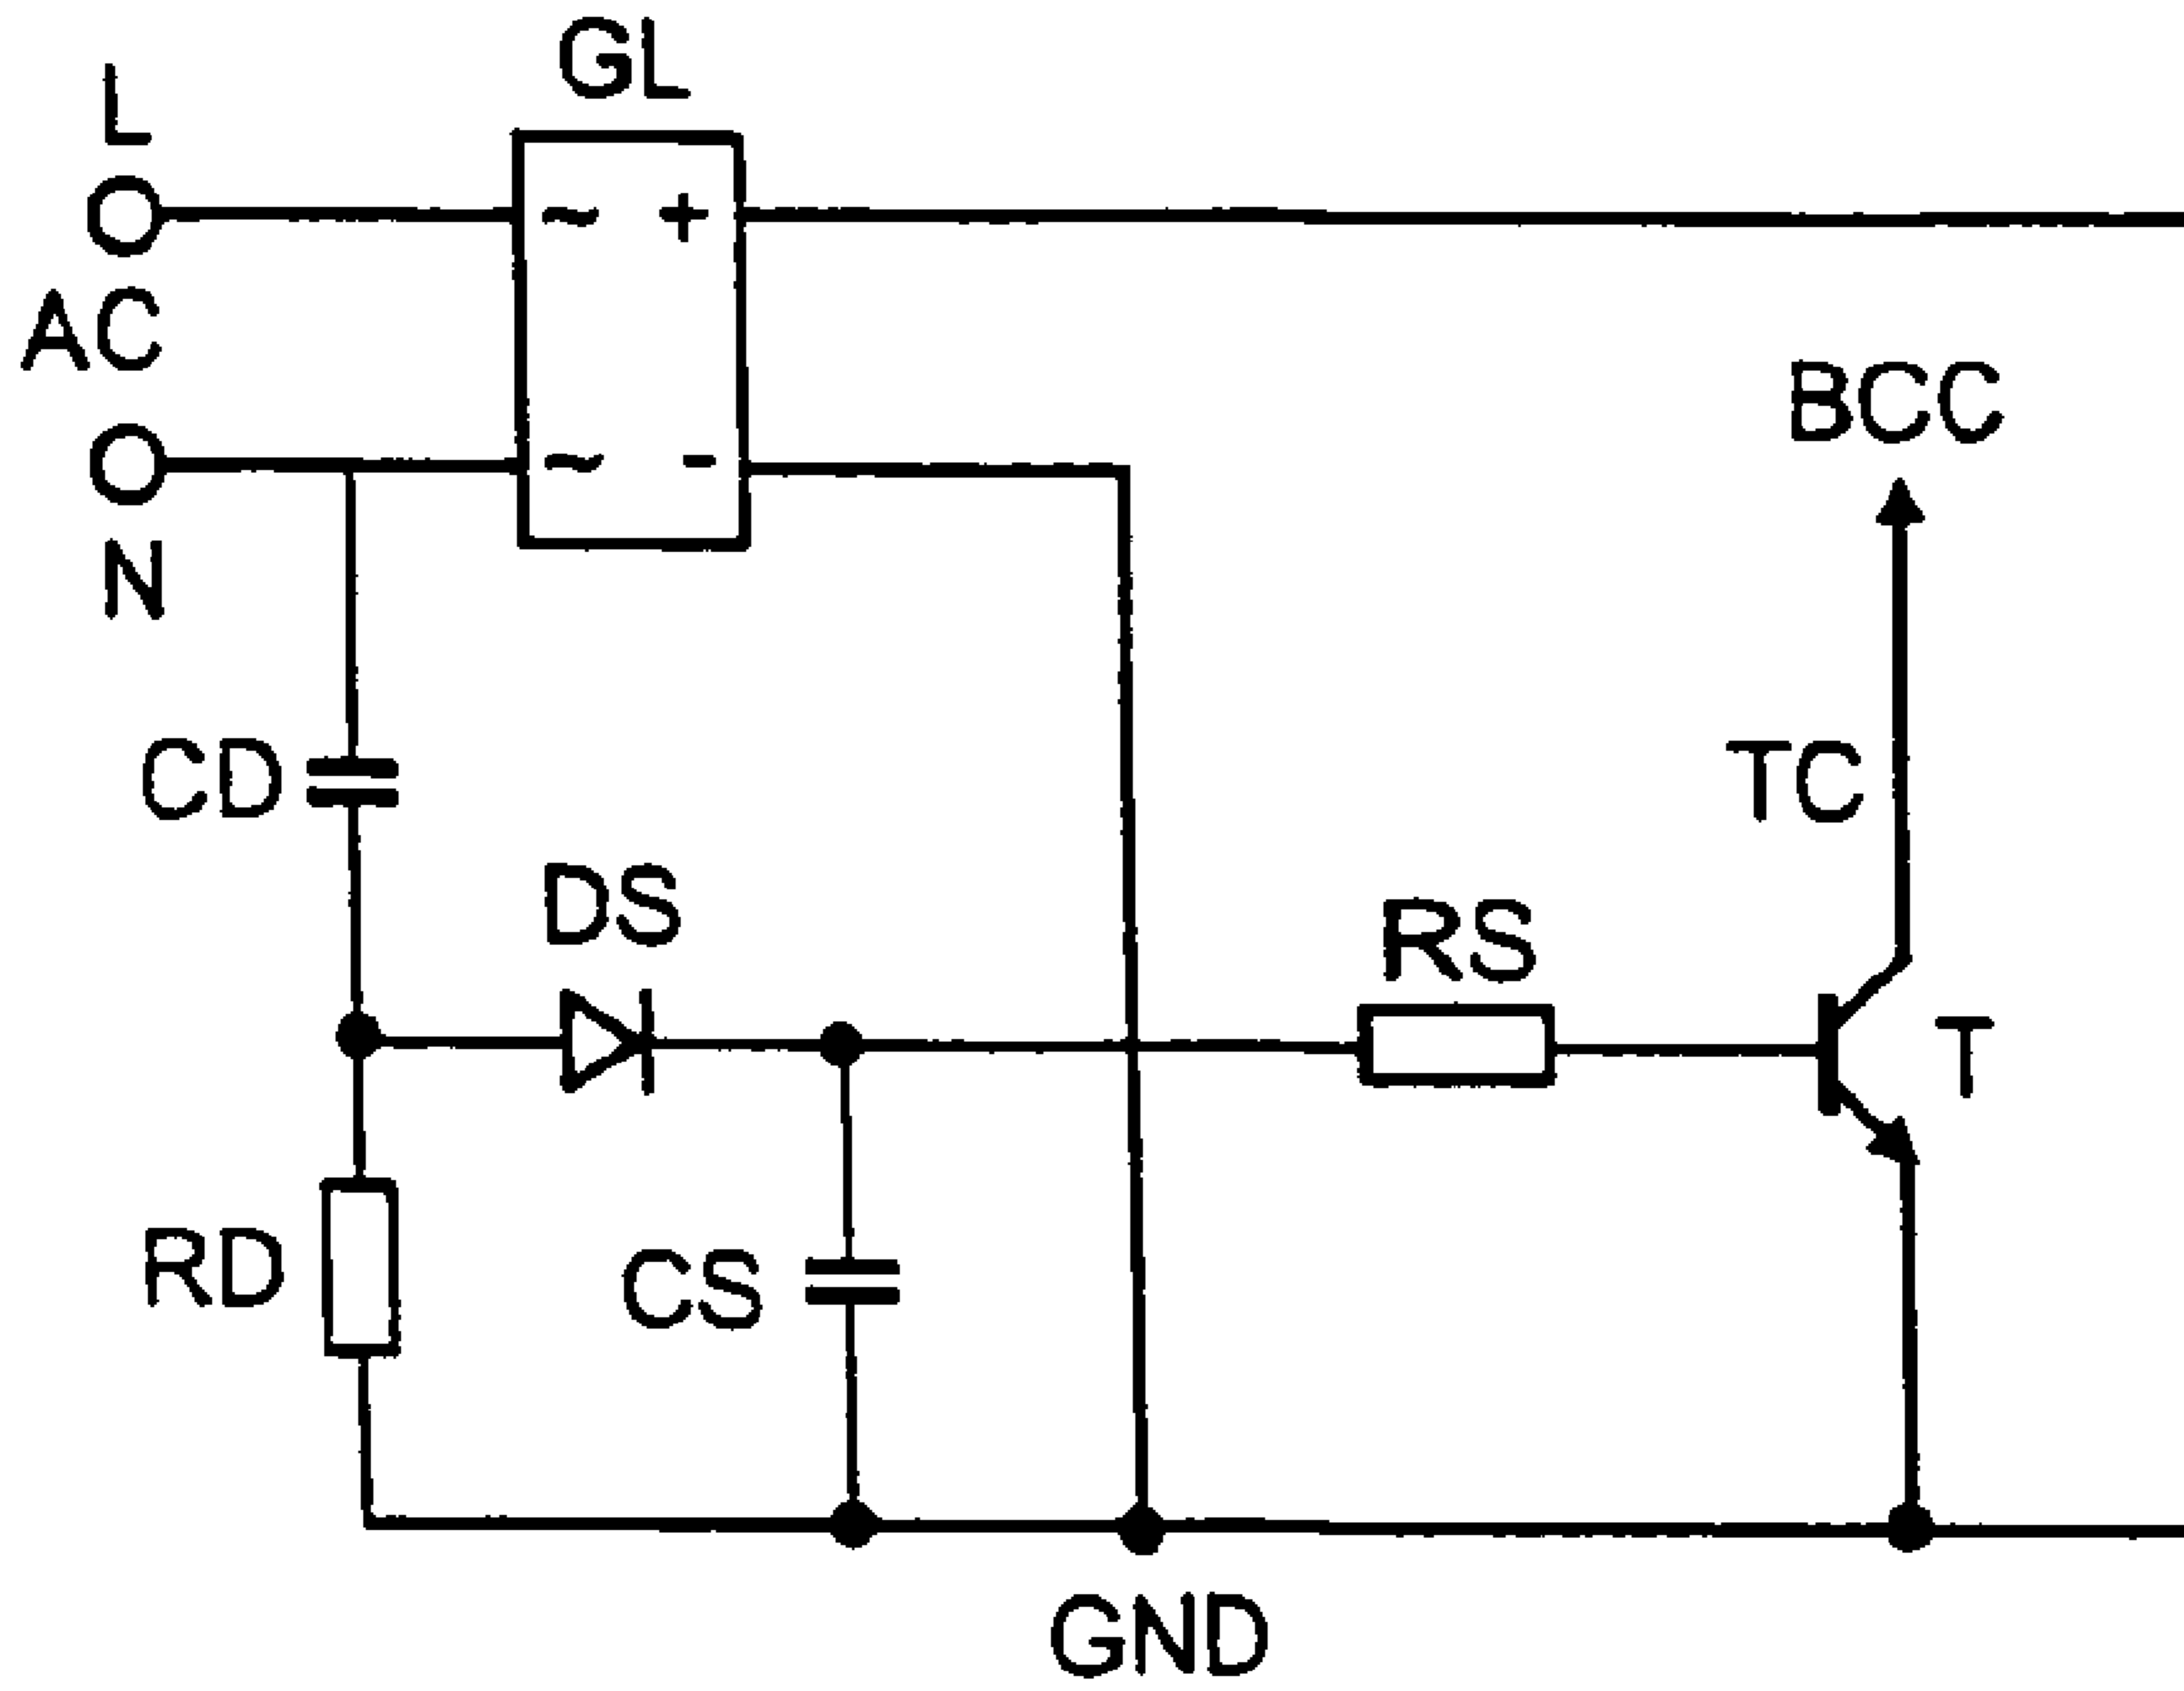 GL
L
~ +
AC
BCC
~ -
N
CD
TC
DS
RS
T
RD
CS
GND